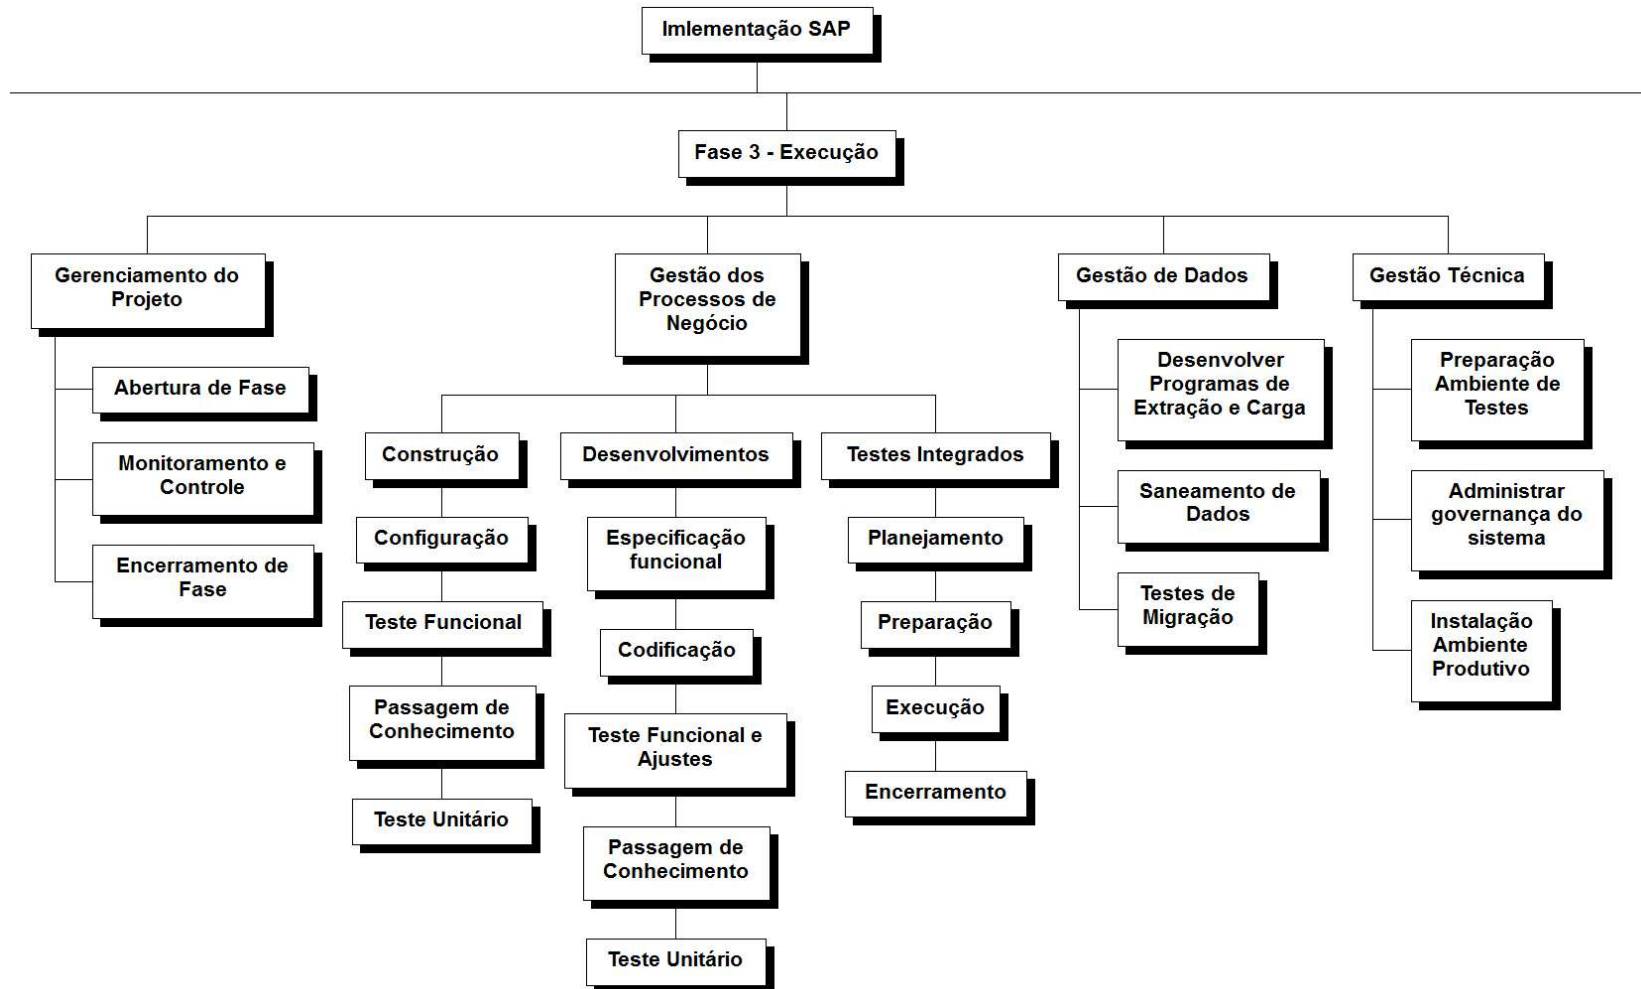 Imlementação SAP
Fase 3 - Execução
Gerenciamento do
Projeto
Abertura de Fase
Monitoramento e
Controle
Encerramento de
Fase
Gestão dos
Processos de
Negócio
Construção
Configuração
Teste Funcional
Passagem de
Conhecimento
Teste Unitário
Desenvolvimentos
Especificação
funcional
Codificação
Teste Funcional e
Ajustes
Passagem de
Conhecimento
Teste Unitário
Testes Integrados
Planejamento
Preparação
Execução
Encerramento
Gestão de Dados
Desenvolver
Programas de
Extração e Carga
Saneamento de
Dados
Testes de
Migração
Gestão Técnica
Preparação
Ambiente de
Testes
Administrar
governança do
sistema
Instalação
Ambiente
Produtivo